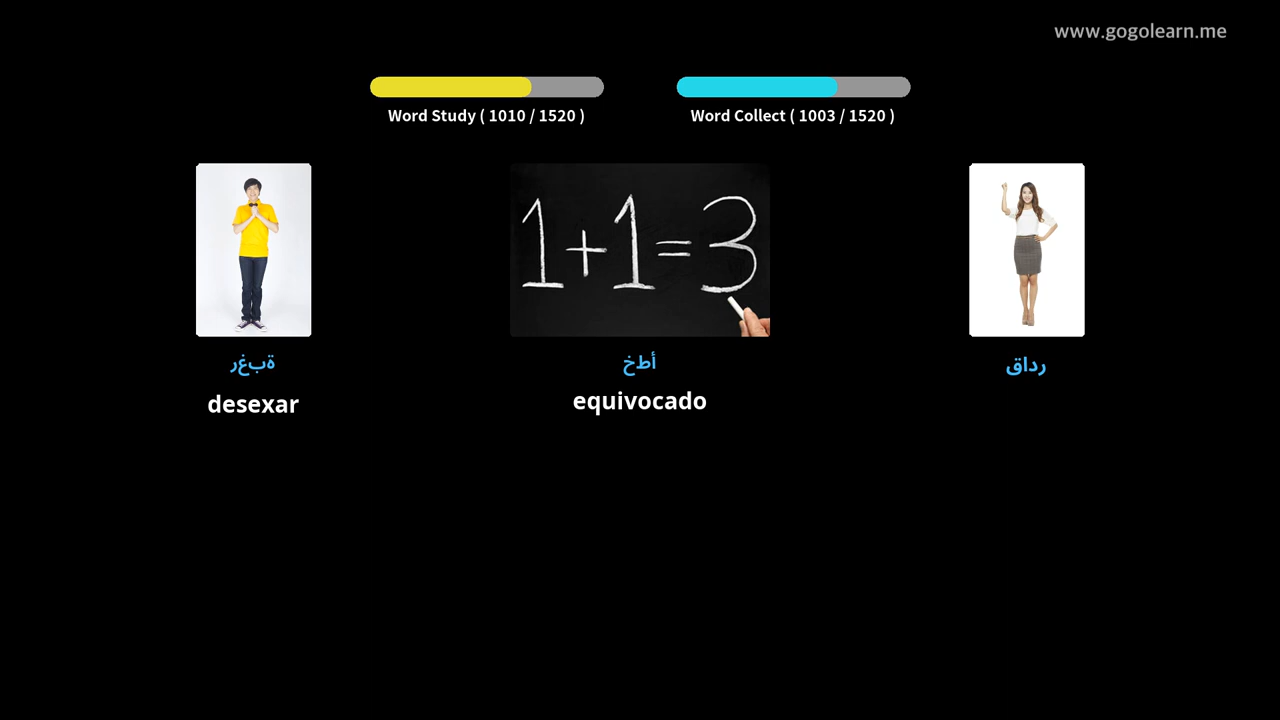 www.gogolearn.me
Word Study ( 1010 / 1520 )
Word Collect ( 1003 / 1520 )
ةبغر
desexar
أطخ
equivocado
رداق
1+1=3